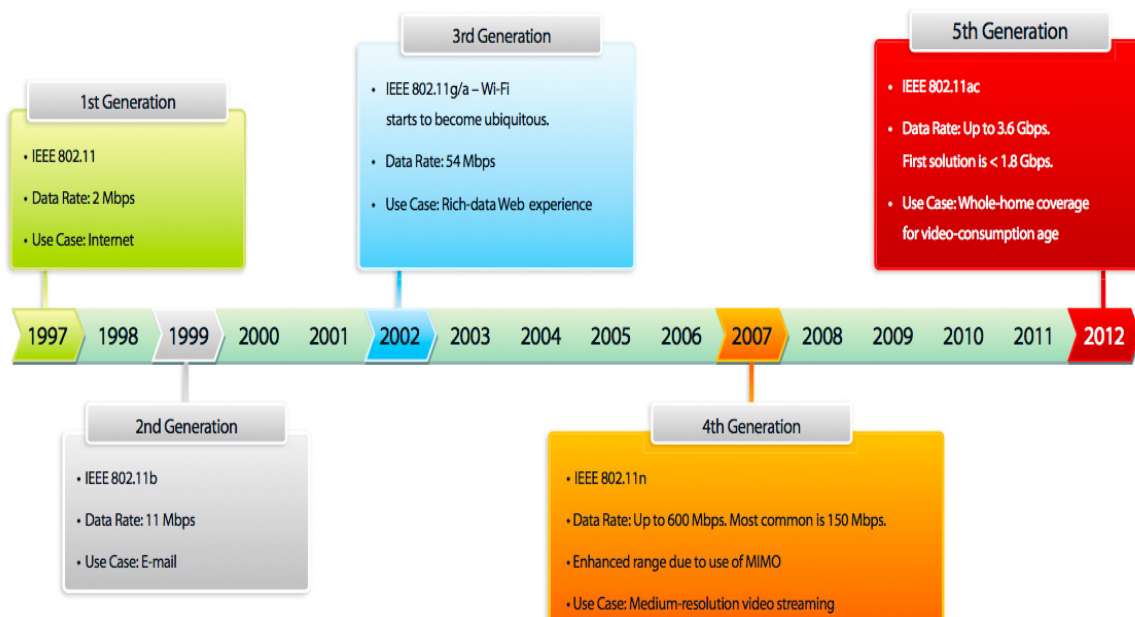 1st Generation
• IEEE 802.11
• Data Rate: 2 Mbps
• Use Case: Internet
3rd Generation
• IEEE 802.11g/a – Wi-Fi
starts to become ubiquitous.
• Data Rate: 54 Mbps
• Use Case: Rich-data Web experience
5th Generation
• IEEE 802.11ac
• Data Rate: Up to 3.6 Gbps.
First solution is < 1.8 Gbps.
• Use Case: Whole-home coverage
for video-consumption age
1997 1998 1999 2000 2001 2002 2003 2004 2005 2006 2007 2008 2009 2010 2011 2012
2nd Generation
• IEEE 802.11b
• Data Rate: 11 Mbps
• Use Case: E-mail
4th Generation
• IEEE 802.11n
• Data Rate: Up to 600 Mbps. Most common is 150 Mbps.
• Enhanced range due to use of MIMO
• Use Case: Medium-resolution video streaming